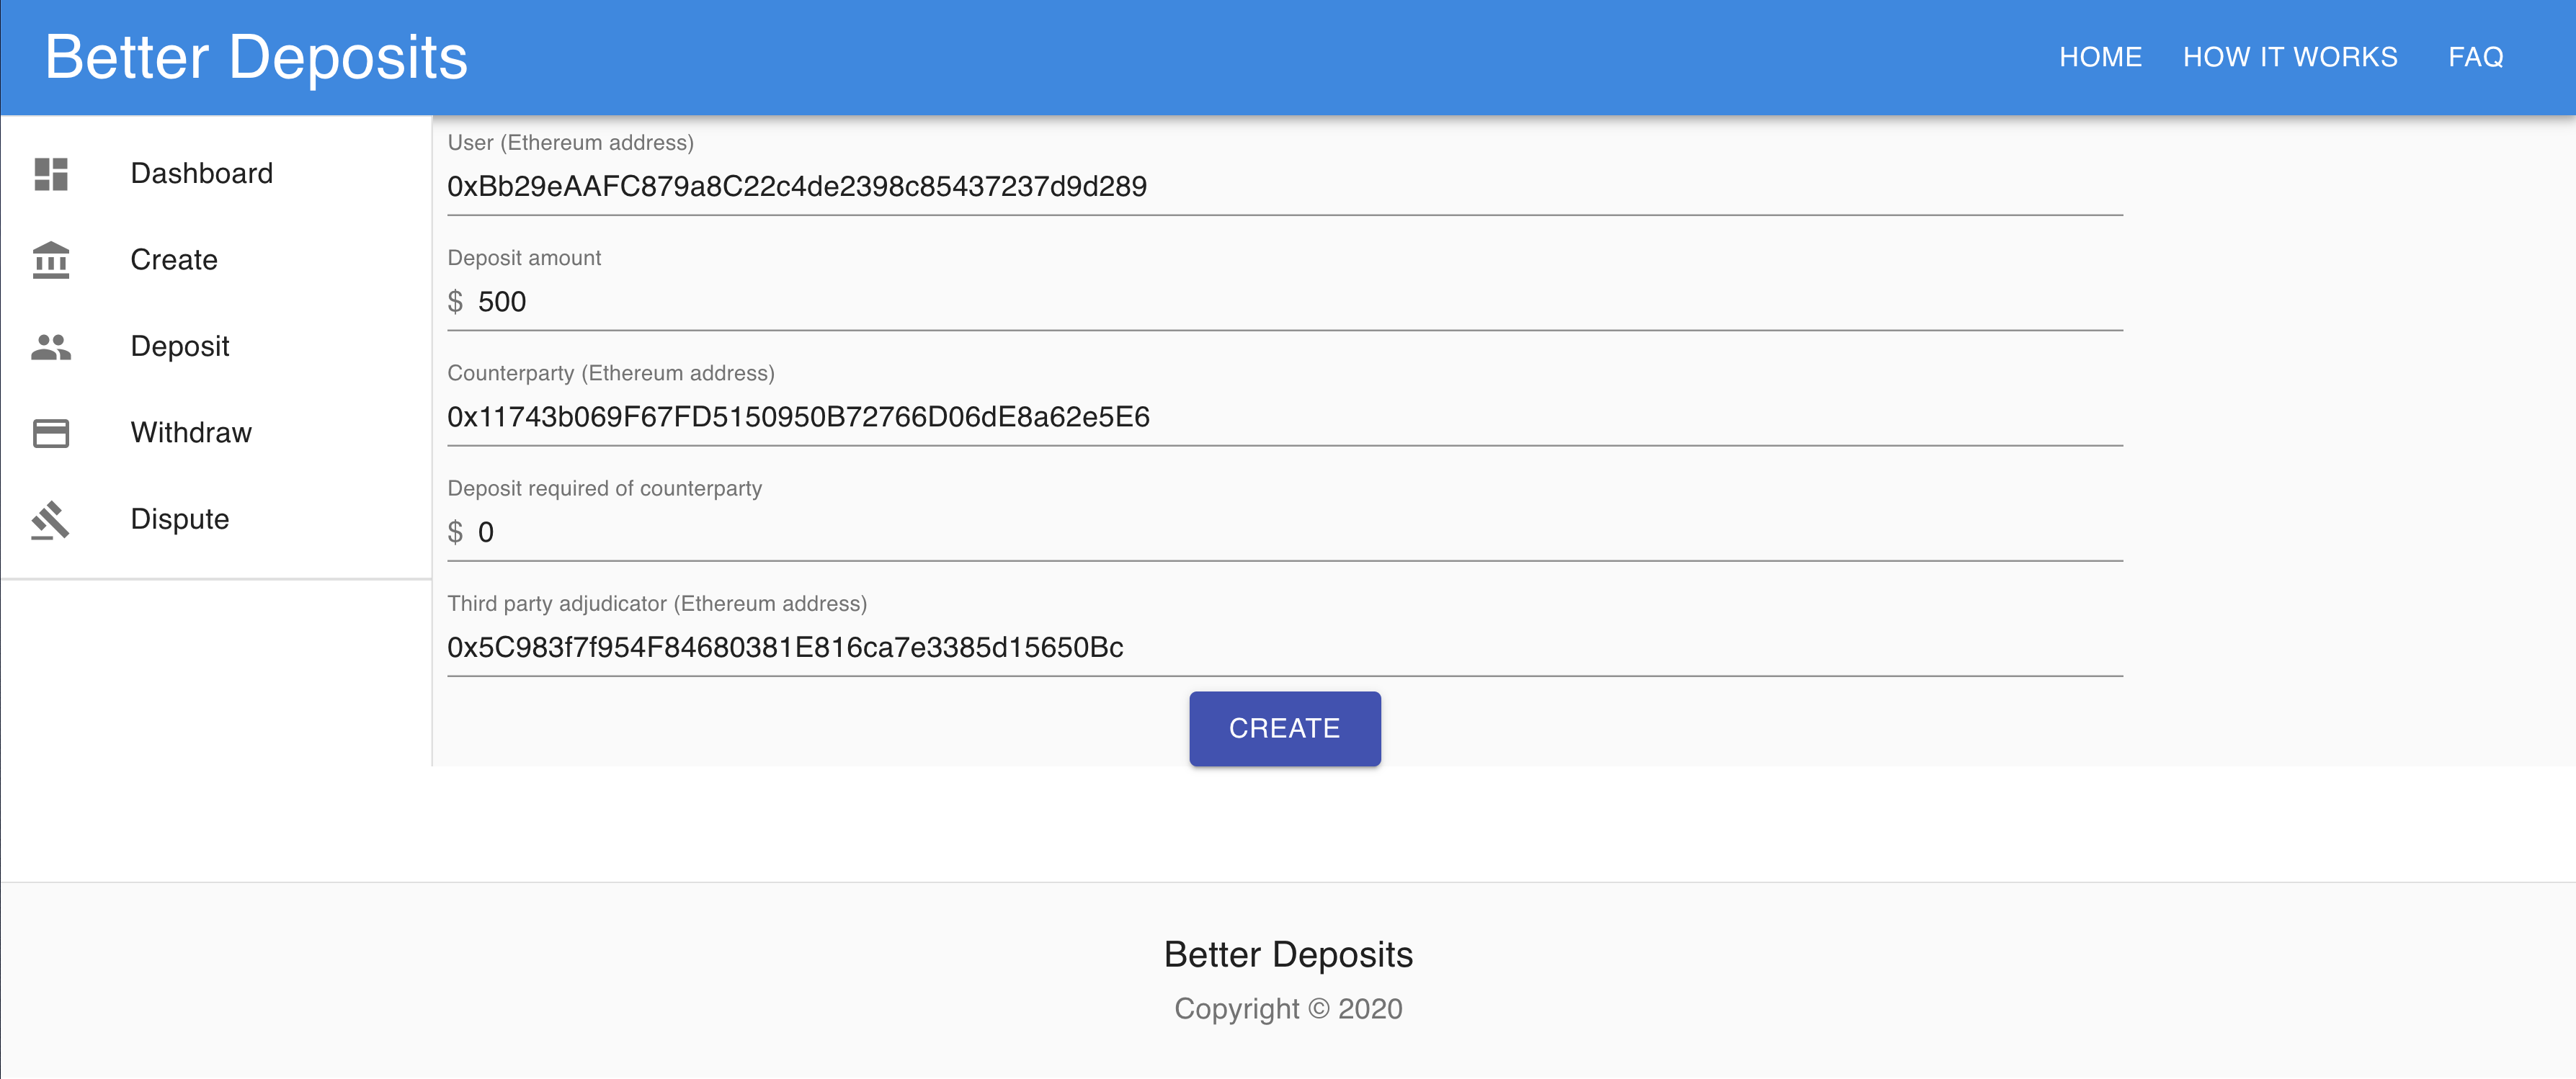 Better Deposits
HOME HOW IT WORKS FAQ
Dashboard
Create
Deposit
Withdraw
Dispute
User (Ethereum address)
0xBb29eAAFC879a8C22c4de2398c85437237d9d289
Deposit amount
$ 500
Counterparty (Ethereum address)
0x11743b069F67FD5150950B72766D06dE8a62e5E6
Deposit required of counterparty
$ 0
Third party adjudicator (Ethereum address)
0x5C983f7f954F84680381E816ca7e3385d15650Bc
CREATE
Better Deposits
Copyright © 2020